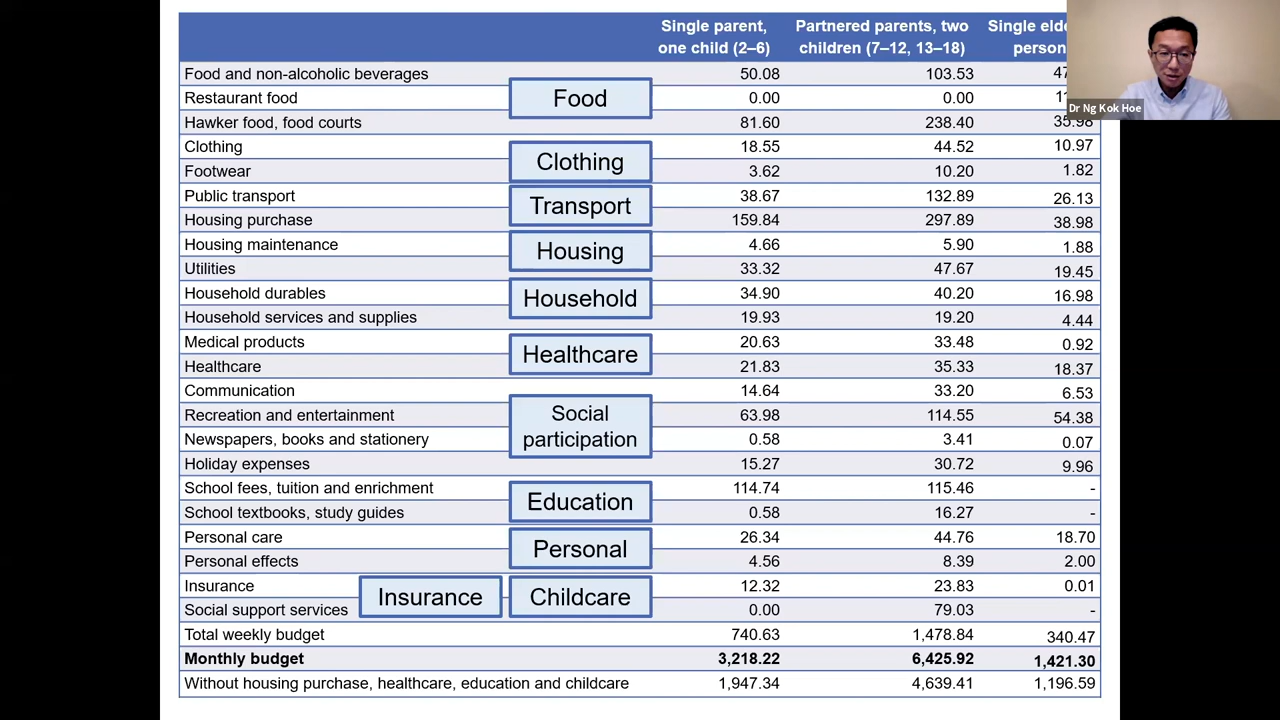 Single parent, one child (2–6) Partnered parents, two children (7–12, 13–18) Single person
Food and non-alcoholic beverages 50.08 103.53
Restaurant food 0.00 0.00
Food
Hawker food, food courts 81.60 238.40 35.98
Clothing 18.55 44.52 10.97
Clothing
Footwear 3.62 10.20 1.82
Public transport 38.67 132.89 26.13
Transport
Housing purchase 159.84 297.89 38.98
Housing maintenance 4.66 5.90 1.88
Housing
Utilities 33.32 47.67 19.45
Household durables 34.90 40.20 16.98
Household
Household services and supplies 19.93 19.20 4.44
Medical products 20.63 33.48 0.92
Healthcare
Healthcare 21.83 35.33 18.37
Communication 14.64 33.20 6.53
Recreation and entertainment 63.98 114.55 54.38
Social
participation
Newspapers, books and stationery 0.58 3.41 0.07
Holiday expenses 15.27 30.72 9.96
School fees, tuition and enrichment 114.74 115.46 -
Education
School textbooks, study guides 0.58 16.27 -
Personal care 26.34 44.76 18.70
Personal
Personal effects 4.56 8.39 2.00
Insurance 12.32 23.83 0.01
Insurance Childcare
Social support services 0.00 79.03 -
Total weekly budget 740.63 1,478.84 340.47
Monthly budget 3,218.22 6,425.92 1,421.30
Without housing purchase, healthcare, education and childcare 1,947.34 4,639.41 1,196.59
Dr Ng Kok Hoe